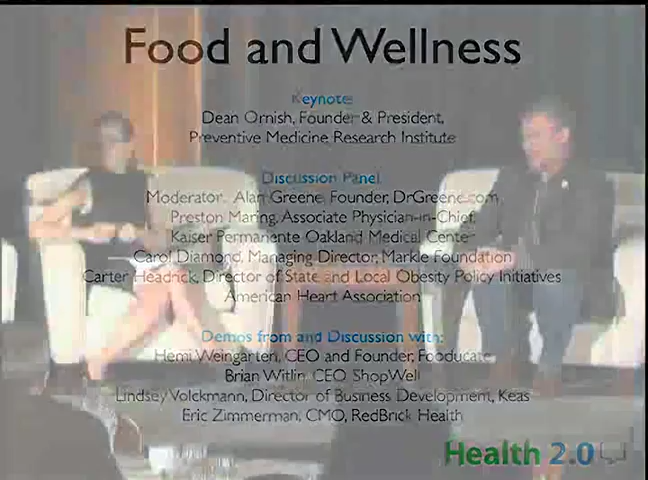 Food and Wellness
Keynote:
Dean Ornish, Founder & President,
Preventive Medicine Research Institute
Discussion Panel
Moderator: Alan Greene, Founder, DrGreene.com
Preston Maring, Associate Physician-in-Chief,
Kaiser Permanente Oakland Medical Center
Carol Diamond, Managing Director, Markle Foundation
Carter Headrick, Director of State and Local Obesity Policy Initiatives
American Heart Association
Demos from and Discussion with:
Hemi Weingarten, CEO and Founder, Fooducate
Brian Witlin, CEO ShopWell
Lindsey Volckmann, Director of Business Development, Keas
Eric Zimmerman, CMO, RedBrick Health
Health 2.0